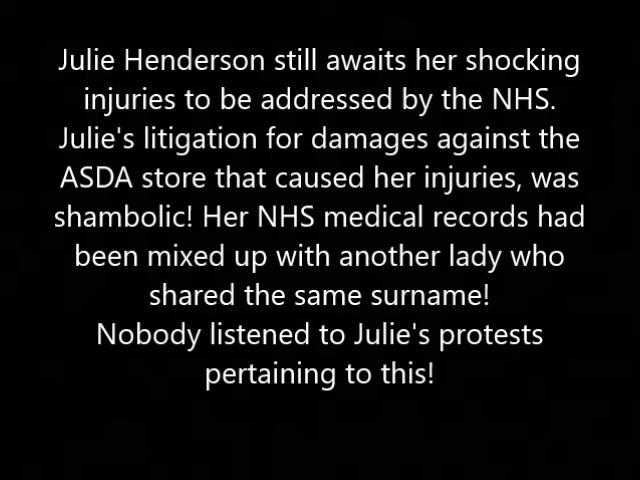 Julie Henderson still awaits her shocking
injuries to be addressed by the NHS.
Julie's litigation for damages against the
ASDA store that caused her injuries, was
shambolic! Her NHS medical records had
been mixed up with another lady who
shared the same surname!
Nobody listened to Julie's protests
pertaining to this!